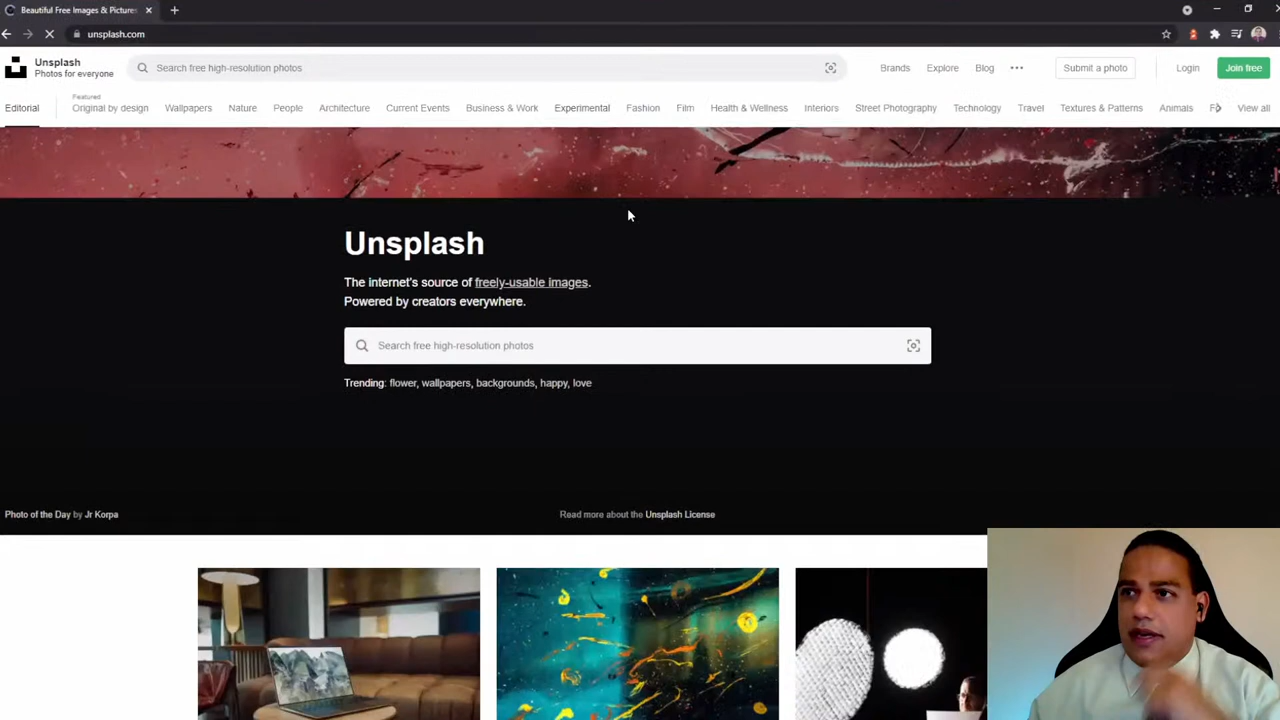 Beautiful Free Images & Pictures
unsplash.com
Unsplash
Photos for everyone
Search free high-resolution photos
Brands
Explore
Blog
Submit a photo
Login
Join free
Editorial
Featured
Original by design
Wallpapers
Nature
People
Architecture
Current Events
Business & Work
Experimental
Fashion
Film
Health & Wellness
Interiors
Street Photography
Technology
Travel
Textures & Patterns
Animals
View all
Unsplash
The internet's source of freely-usable images.
Powered by creators everywhere.
Search free high-resolution photos
Trending: flower, wallpapers, backgrounds, happy, love
Photo of the Day by Jr Korpa
Read more about the Unsplash License